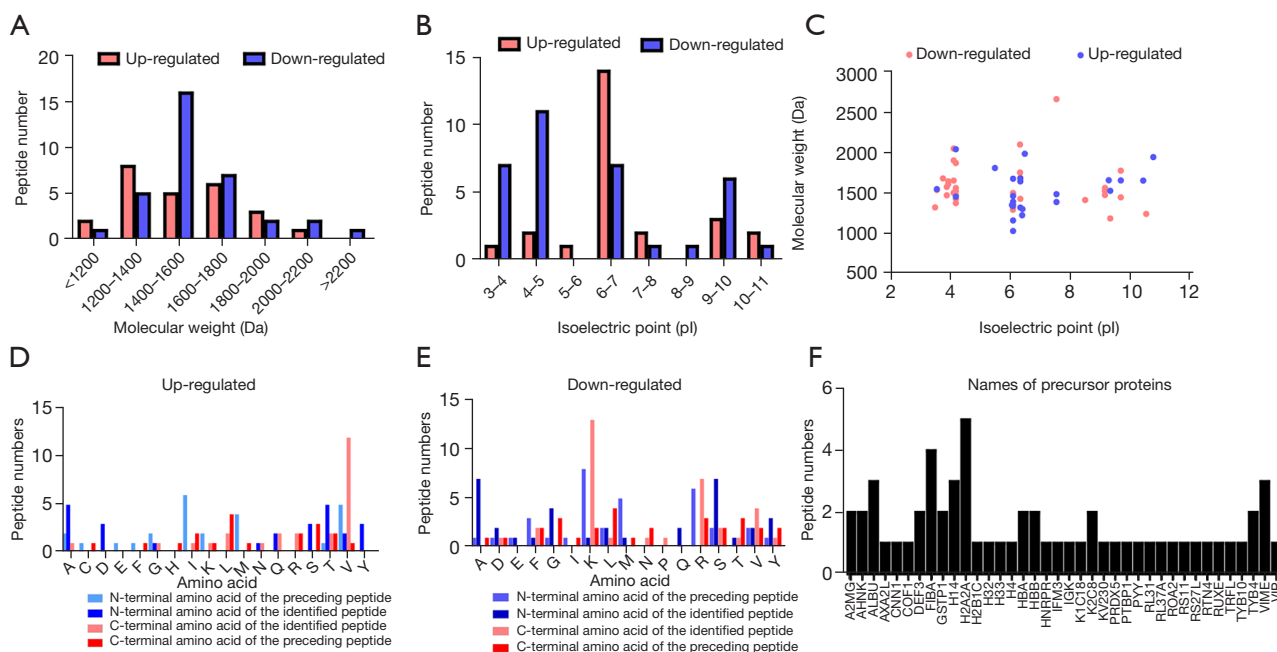 A
Up-regulated
Down-regulated
20
15
10
5
0
Peptide number
<1200
1200–1400
1400–1600
1600–1800
1800–2000
2000–2200
>2200
Molecular weight (Da)
B
Up-regulated
Down-regulated
15
10
5
0
Peptide number
3–4
4–5
5–6
6–7
7–8
8–9
9–10
10–11
Isoelectric point (pI)
C
Down-regulated
Up-regulated
3000
2500
2000
1500
1000
500
Molecular weight (Da)
2 4 6 8 10 12
Isoelectric point (pI)
D
Up-regulated
15
10
5
0
Peptide numbers
A C D E F G H I K L M N Q R S T V Y
Amino acid
N-terminal amino acid of the preceding peptide
N-terminal amino acid of the identified peptide
C-terminal amino acid of the identified peptide
C-terminal amino acid of the preceding peptide
E
Down-regulated
15
10
5
0
Peptide numbers
A D E F G I K L M N P Q R S T V Y
Amino acid
N-terminal amino acid of the preceding peptide
N-terminal amino acid of the identified peptide
C-terminal amino acid of the identified peptide
C-terminal amino acid of the preceding peptide
F
Names of precursor proteins
6
4
2
0
Peptide numbers
A2MG
AHNK
ALBU
AXA2L
CNN1
COF1
DEF3
FIBA
GSTP1
H14
H2A2A
H2B1C
H32
H33
H4
HBA
HBB
HNRPR
IFM3
IGK
K1C18
K2C8
KV230
PRDX5
PTBP1
PYY
RL31
RL37A
ROA2
RS11
RS27L
RTN4
RUXE
TRFL
TYB10
TYB4
VIME